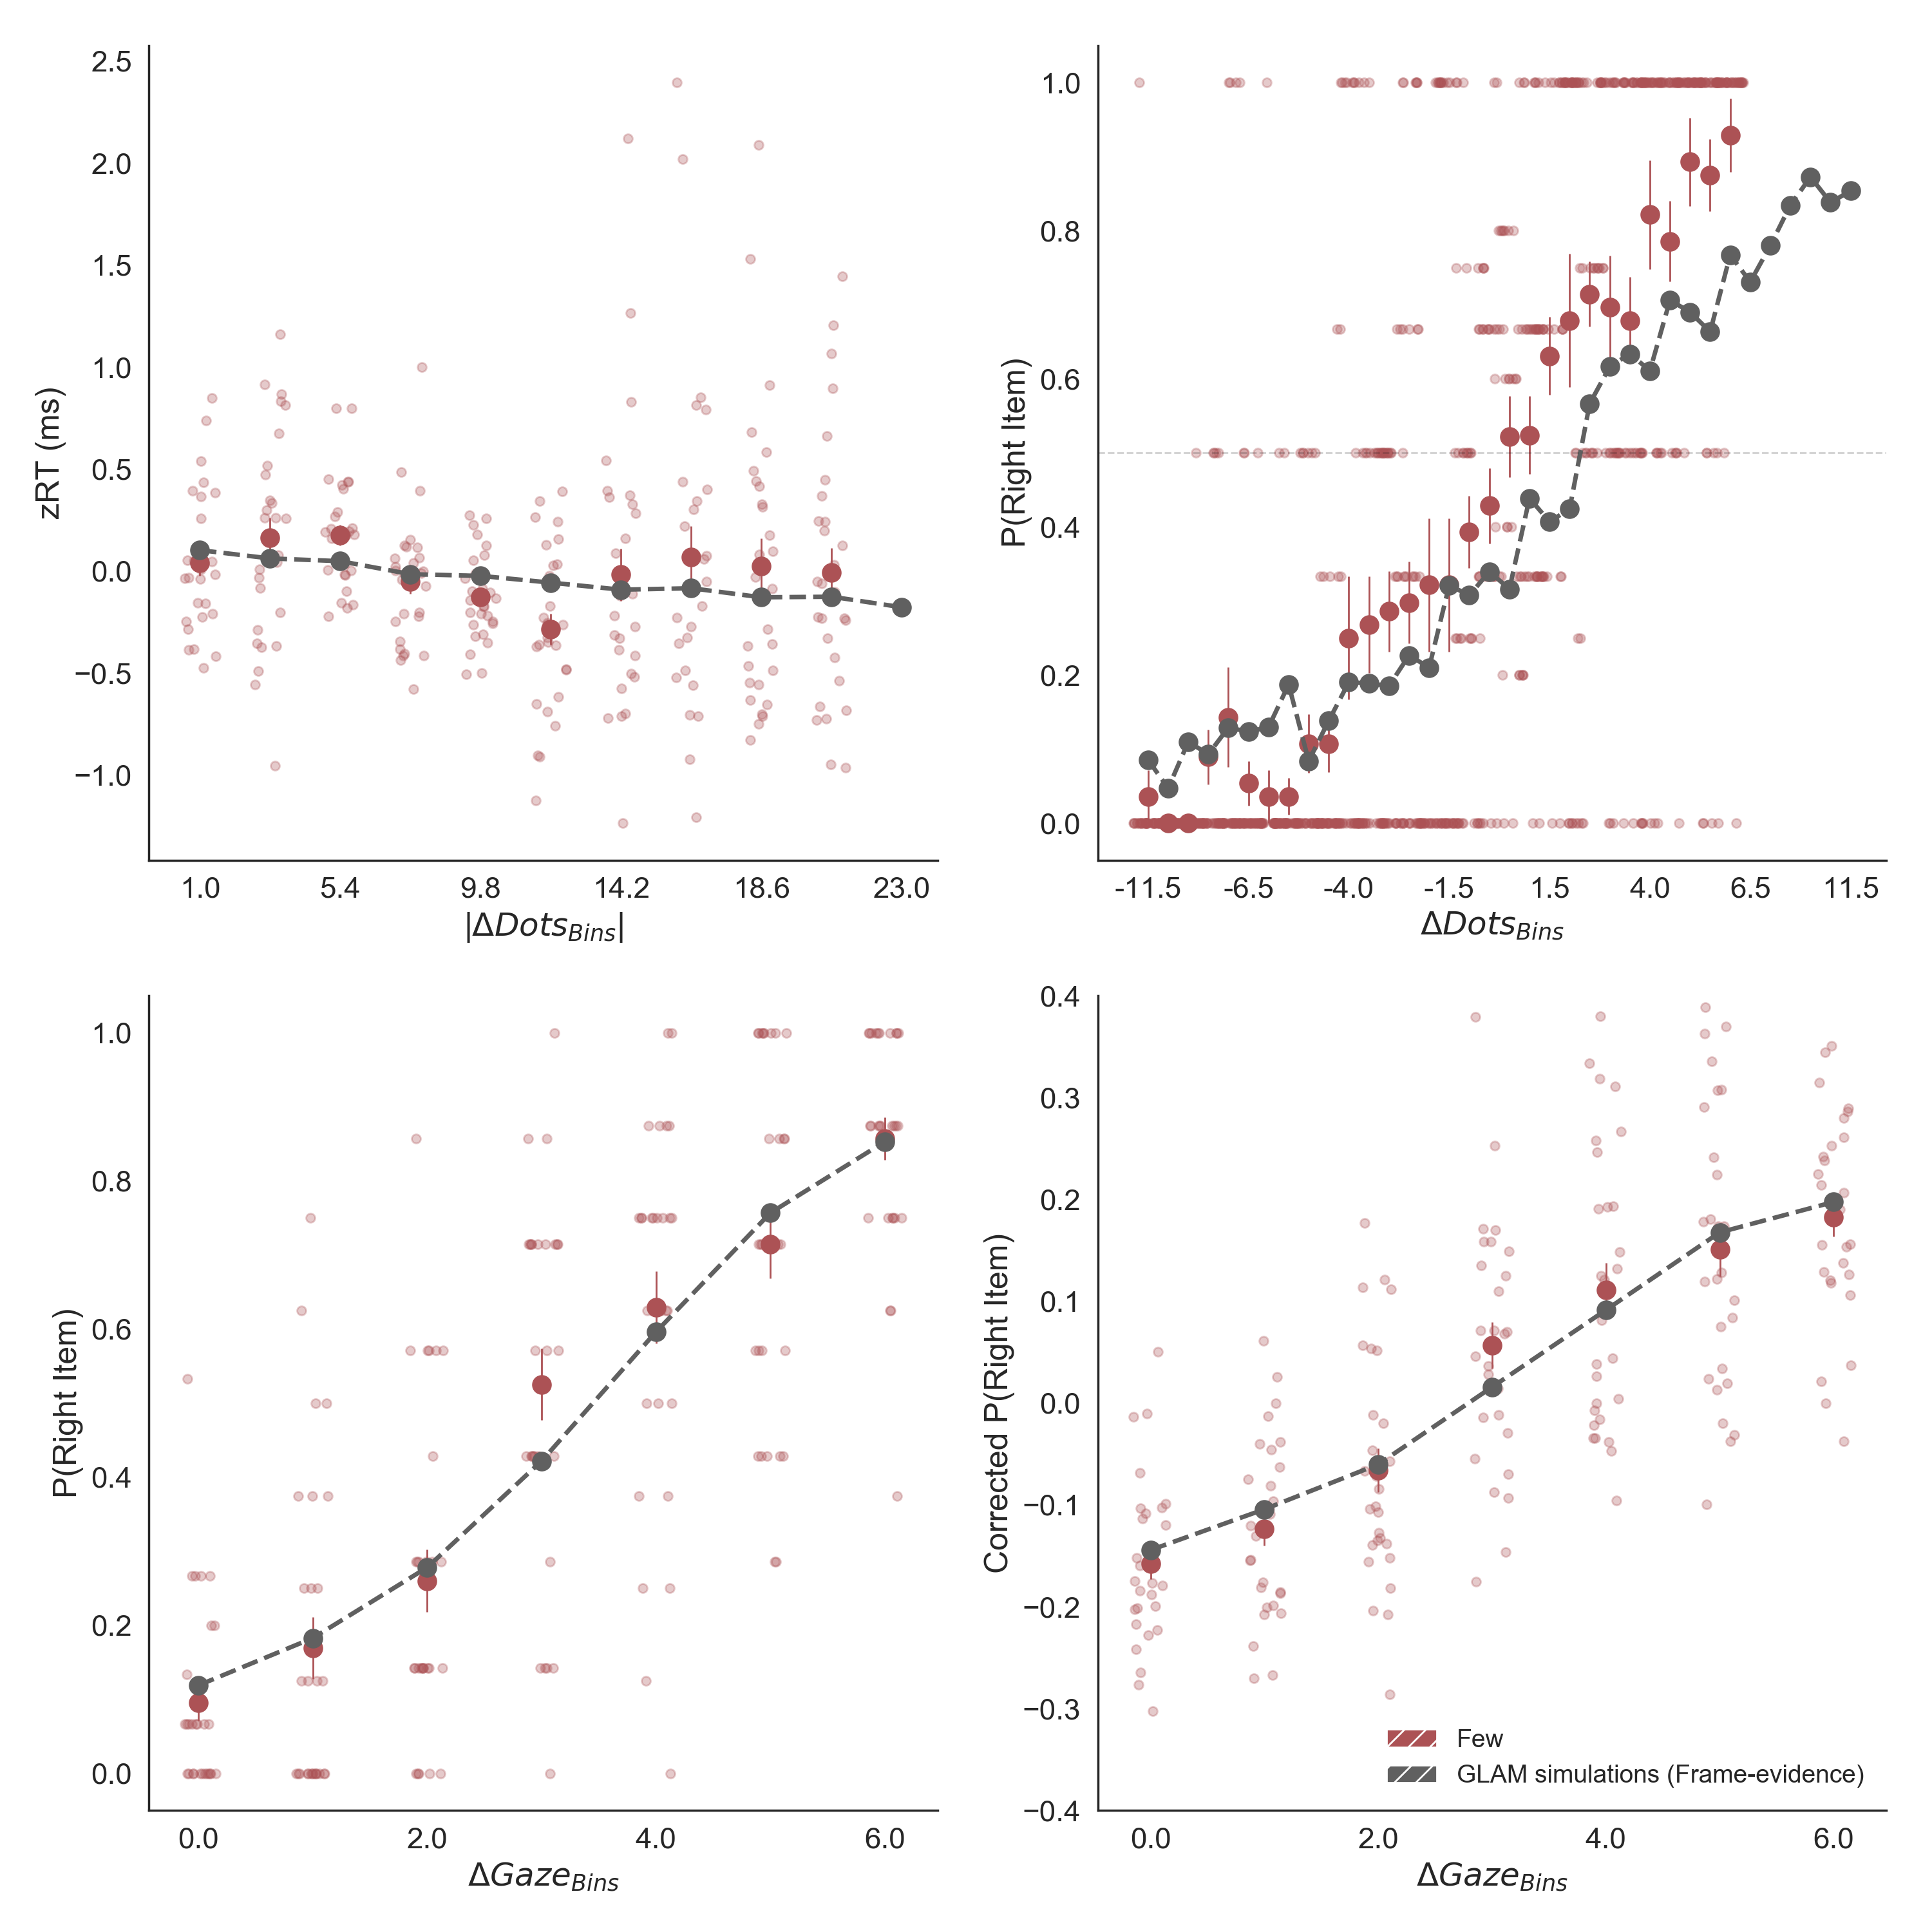 2.5
2.0
1.5
1.0
0.5
0.0
−0.5
−1.0
zRT (ms)
1.0 5.4 9.8 14.2 18.6 23.0
|ΔDots_Bins|
1.0
0.8
0.6
0.4
0.2
0.0
P(Right Item)
-11.5 -6.5 -4.0 -1.5 1.5 4.0 6.5 11.5
ΔDots_Bins
1.0
0.8
0.6
0.4
0.2
0.0
P(Right Item)
0.0 2.0 4.0 6.0
ΔGaze_Bins
0.4
0.3
0.2
0.1
0.0
−0.1
−0.2
−0.3
−0.4
Corrected P(Right Item)
Few
GLAM simulations (Frame-evidence)
0.0 2.0 4.0 6.0
ΔGaze_Bins